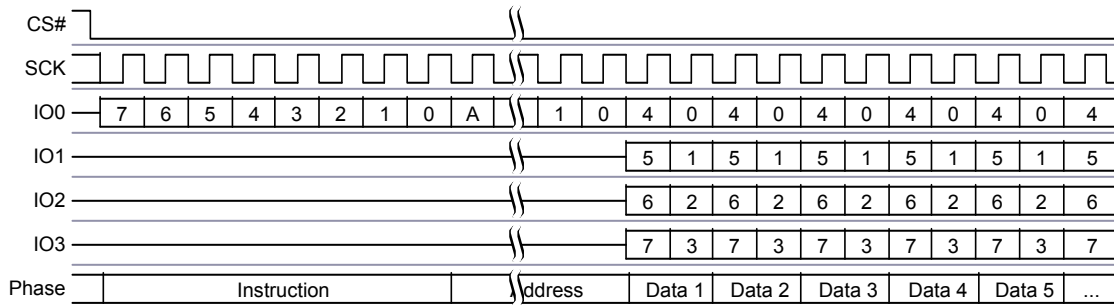 CS#
SCK
IO0 7 6 5 4 3 2 1 0 A 1 0 4 0 4 0 4 0 4 0 4 0 4
IO1 5 1 5 1 5 1 5 1 5 1 5
IO2 6 2 6 2 6 2 6 2 6 2 6
IO3 7 3 7 3 7 3 7 3 7 3 7
Phase Instruction Address Data 1 Data 2 Data 3 Data 4 Data 5 ...